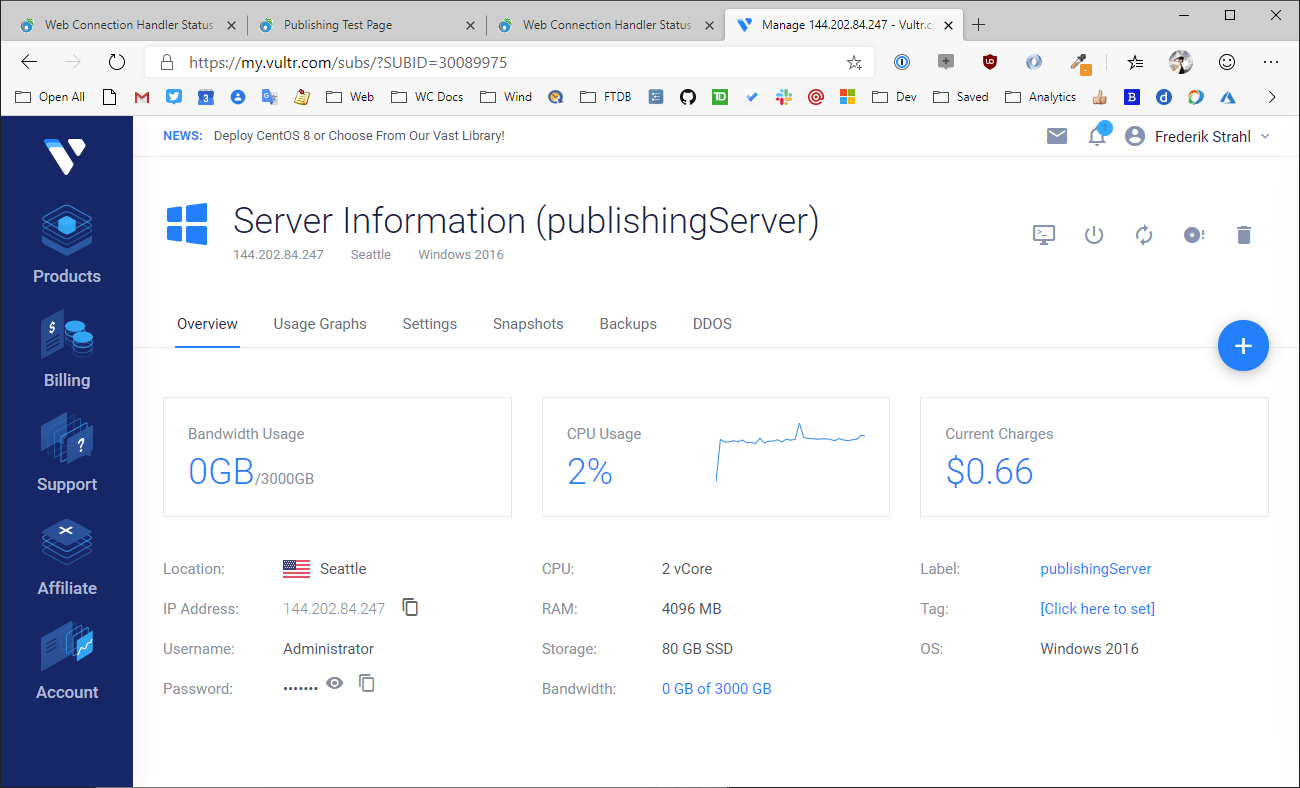 Web Connection Handler Status
Publishing Test Page
Web Connection Handler Status
Manage 144.202.84.247 - Vultr.c
https://my.vultr.com/subs/?SUBID=30089975
Open All
3
Web
WC Docs
Wind
FTDB
TD
Dev
Saved
Analytics
B
d
NEWS: Deploy CentOS 8 or Choose From Our Vast Library!
1
Frederik Strahl
Server Information (publishingServer)
144.202.84.247 Seattle Windows 2016
Products
Billing
Support
Affiliate
Account
Overview
Usage Graphs
Settings
Snapshots
Backups
DDOS
Bandwidth Usage
0GB/3000GB
CPU Usage
2%
Current Charges
$0.66
Location: Seattle
IP Address: 144.202.84.247
Username: Administrator
Password: •••••••
CPU: 2 vCore
RAM: 4096 MB
Storage: 80 GB SSD
Bandwidth: 0 GB of 3000 GB
Label: publishingServer
Tag: [Click here to set]
OS: Windows 2016